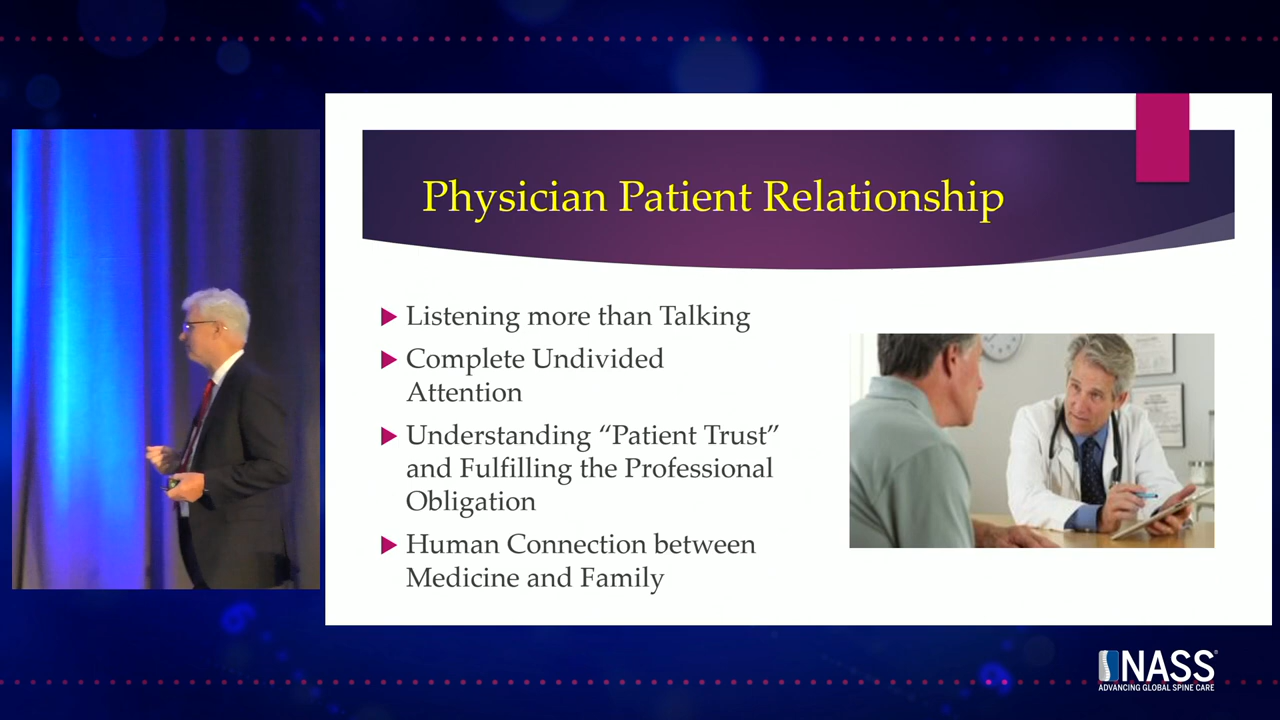 Physician Patient Relationship
Listening more than Talking
Complete Undivided
Attention
Understanding “Patient Trust”
and Fulfilling the Professional
Obligation
Human Connection between
Medicine and Family
NASS
ADVANCING GLOBAL SPINE CARE